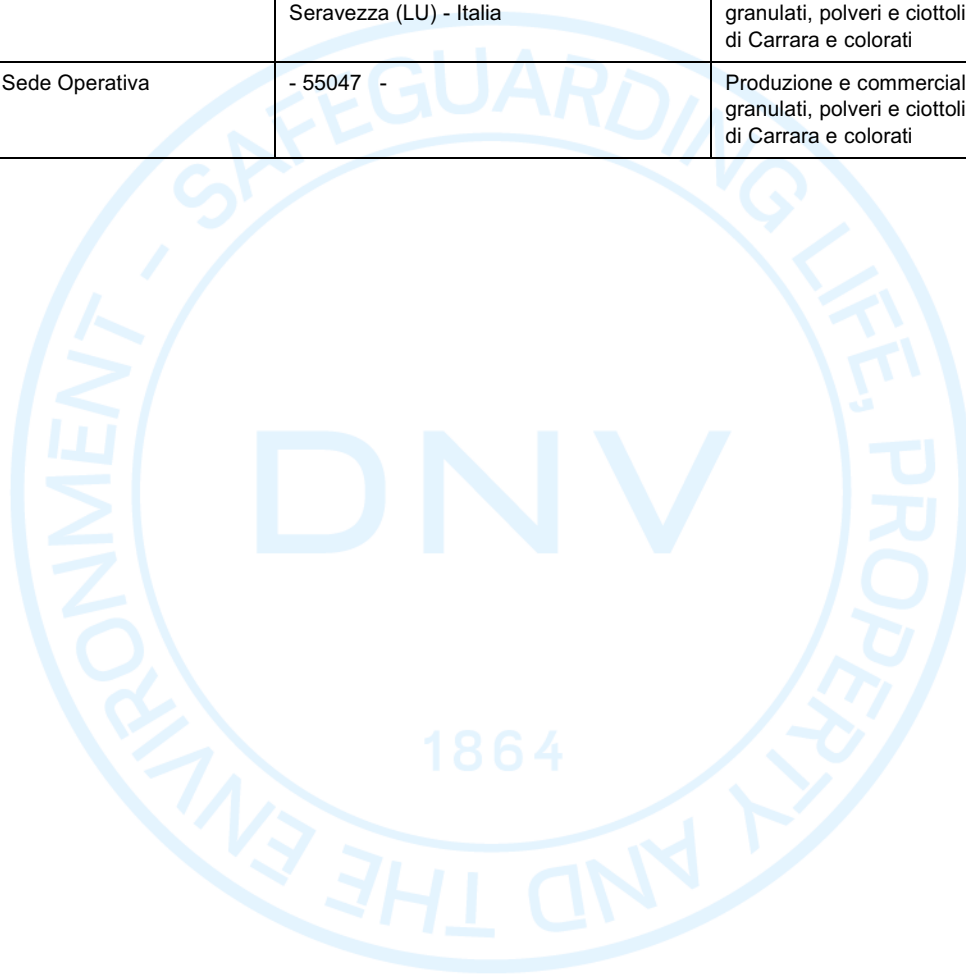 Seravezza (LU) - Italia
granulati, polveri e ciottoli
di Carrara e colorati
Sede Operativa
- 55047 -
Produzione e commercial
granulati, polveri e ciottoli
di Carrara e colorati
SAFEGUARDING LIFE, PROPERTY AND THE ENVIRONMENT -
DNV
1864